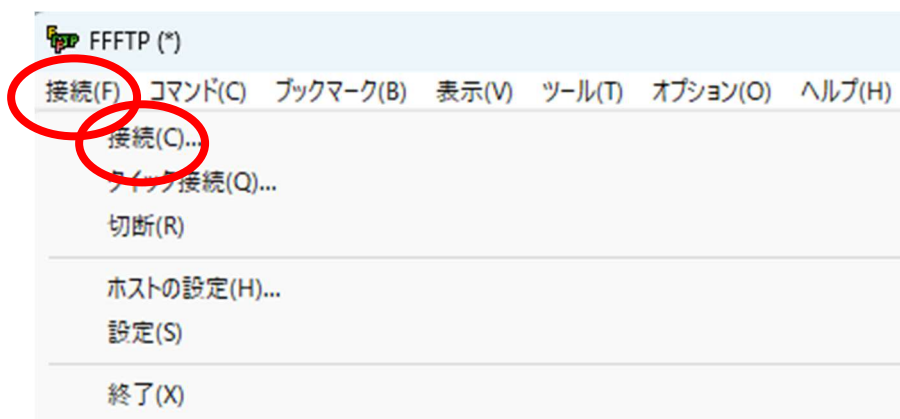 FFFTP (*)
接続(F) コマンド(C) ブックマーク(B) 表示(V) ツール(T) オプション(O) ヘルプ(H)
接続(C)...
クイック接続(Q)...
切断(R)
ホストの設定(H)...
設定(S)
終了(X)